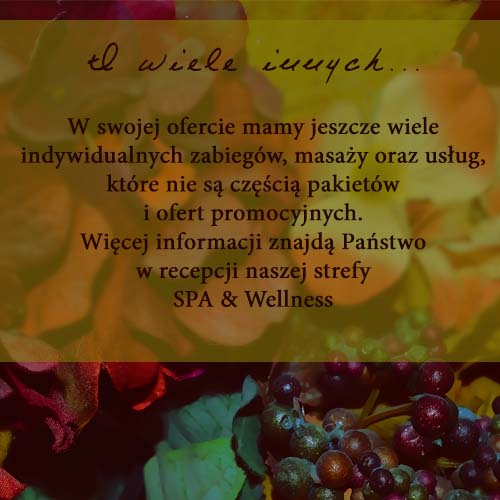 I wiele innych...
W swojej ofercie mamy jeszcze wiele
indywidualnych zabiegów, masaży oraz usług,
które nie są częścią pakietów
i ofert promocyjnych.
Więcej informacji znajdą Państwo
w recepcji naszej strefy
SPA & Wellness